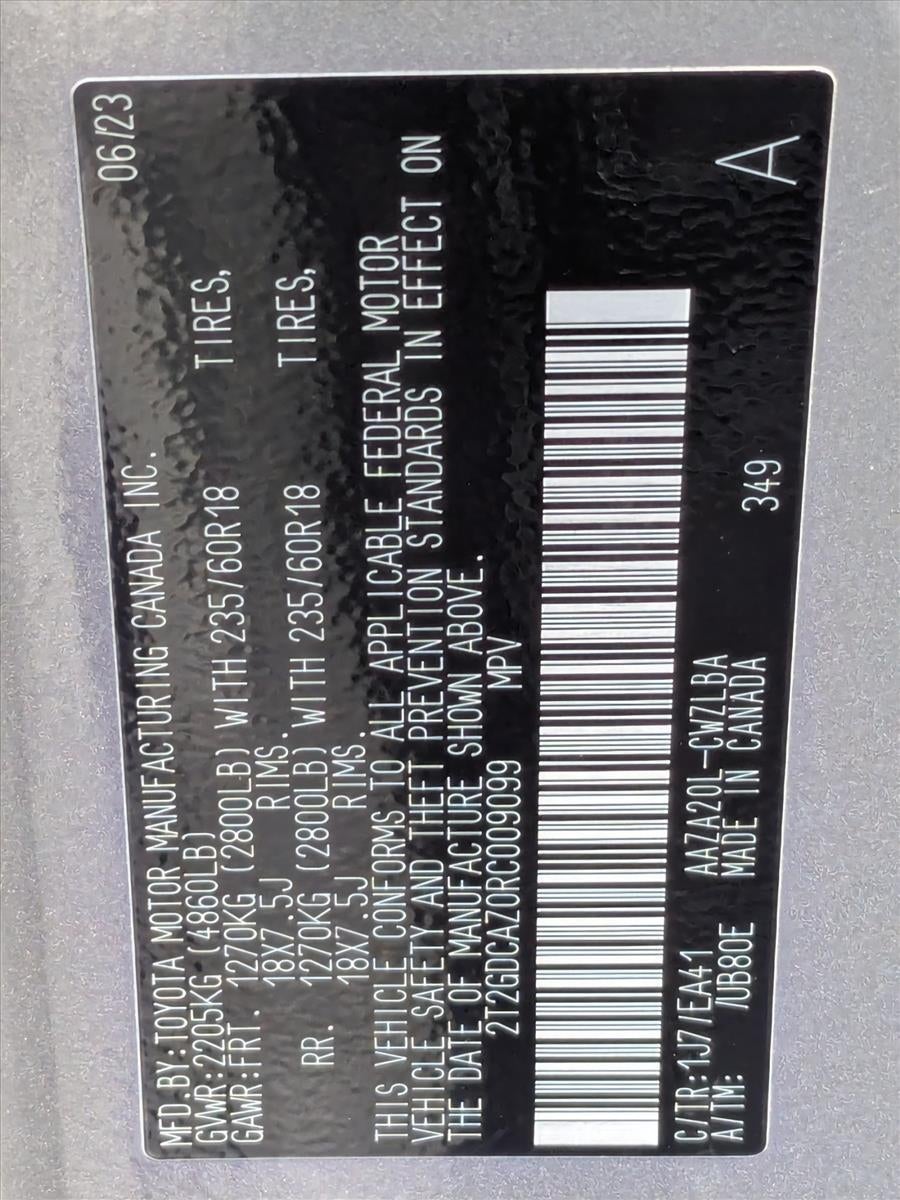 06/23
MFD.BY:TOYOTA MOTOR MANUFACTURING CANADA INC.
GVWR:2205KG (4860LB)
GAWR:FRT. 1270KG (2800LB) WITH 235/60R18 TIRES,
18X7.5J RIMS.
RR. 1270KG (2800LB) WITH 235/60R18 TIRES,
18X7.5J RIMS.
THIS VEHICLE CONFORMS TO ALL APPLICABLE FEDERAL MOTOR
VEHICLE SAFETY AND THEFT PREVENTION STANDARDS IN EFFECT ON
THE DATE OF MANUFACTURE SHOWN ABOVE.
2T2GDCAZ0RC009099 MPV
C/TR:1J7/EA41 AAZA20L-CWZLBA
A/TM: /UB80E MADE IN CANADA 349 A